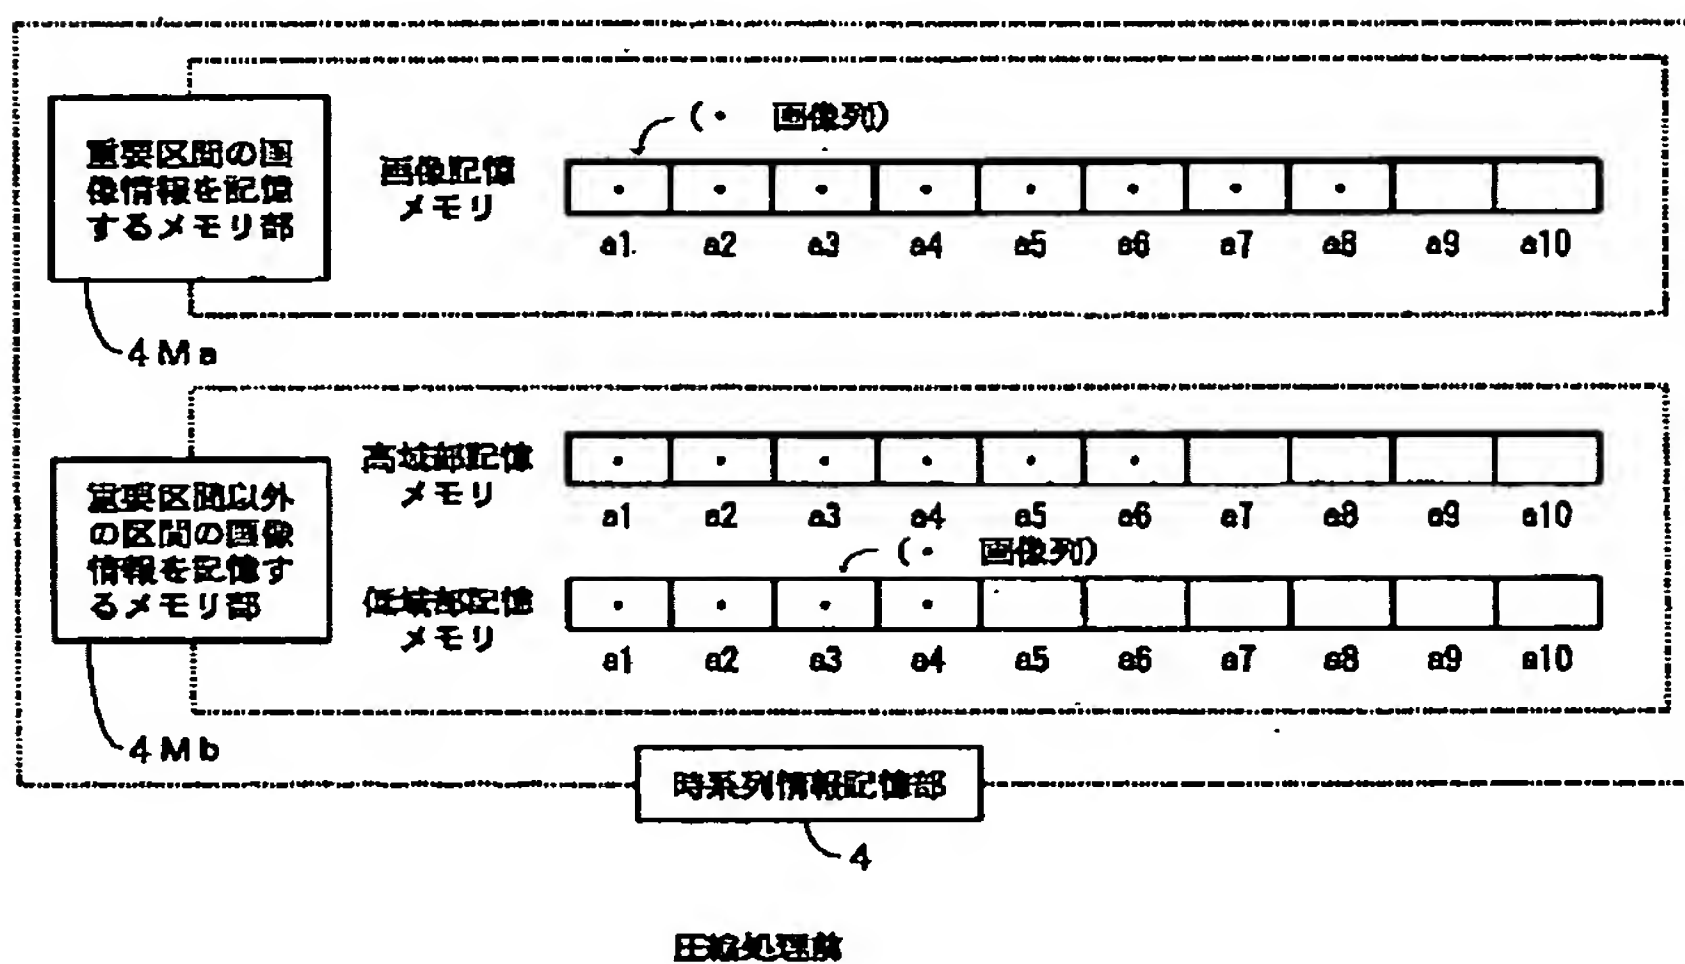 (・ 画像列)
重要区間の画
像情報を記憶
するメモリ部
画像記憶
メモリ
a1 a2 a3 a4 a5 a6 a7 a8 a9 a10
4Ma
高域部記憶
メモリ
a1 a2 a3 a4 a5 a6 a7 a8 a9 a10
重要区間以外
の区間の画像
情報を記憶す
るメモリ部
(・ 画像列)
低域部記憶
メモリ
a1 a2 a3 a4 a5 a6 a7 a8 a9 a10
4Mb
時系列情報記憶部
4
圧縮処理前